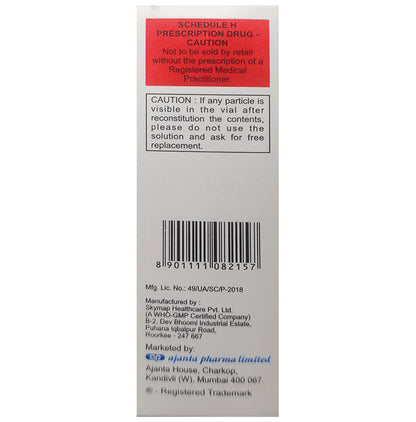 SCHEDULE H
PRESCRIPTION DRUG -
CAUTION
Not to be sold by retail
without the prescription of a
Registered Medical
Practitioner.
CAUTION : If any particle is
visible in the vial after
reconstitution the contents,
please do not use the
solution and ask for free
replacement.
8 901111 082157
Mfg. Lic. No.: 49/UA/SC/P-2018
Manufactured by :
Skymap Healthcare Pvt. Ltd.
(A WHO-GMP Certified Company)
B-2, Dev Bhoomi Industrial Estate,
Puhana Iqbalpur Road,
Roorkee - 247 667
Marketed by:
ajanta pharma limited
Ajanta House, Charkop,
Kandivli (W), Mumbai 400 067.
® - Registered Trademark